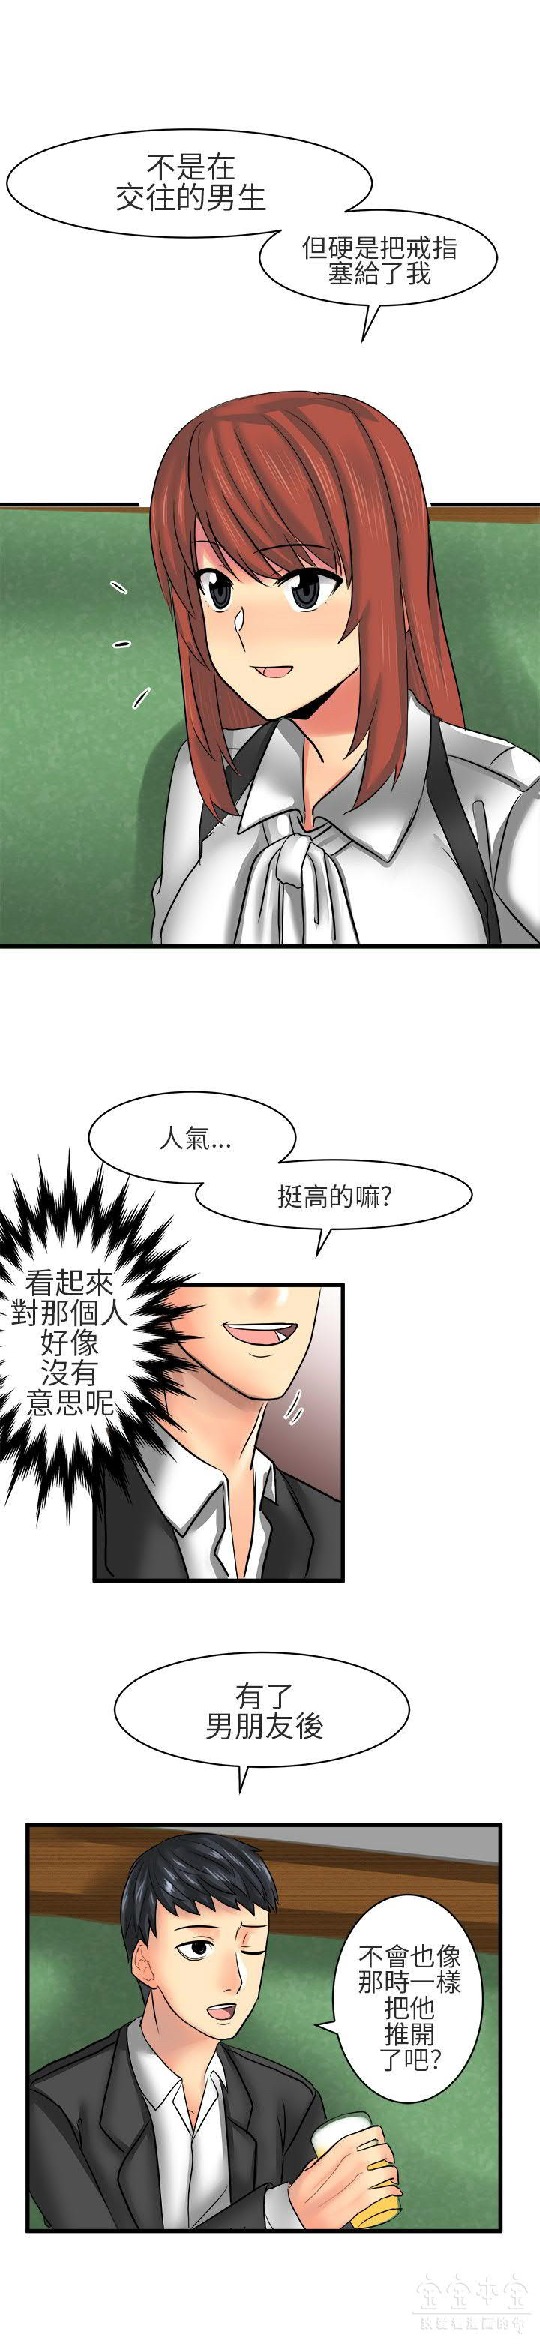 不是在
交往的男生
但硬是把戒指
塞給了我
人氣...
挺高的嘛?
看起來
對那個人
好像
沒有
意思呢
有了
男朋友後
不會也像
那時一樣
把他
推開
了吧?